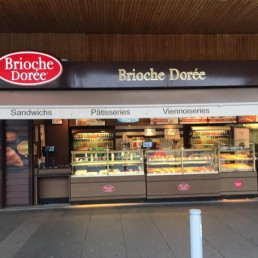 Brioche
Dorée
Brioche Dorée
Sandwichs Pâtisseries Viennoiseries